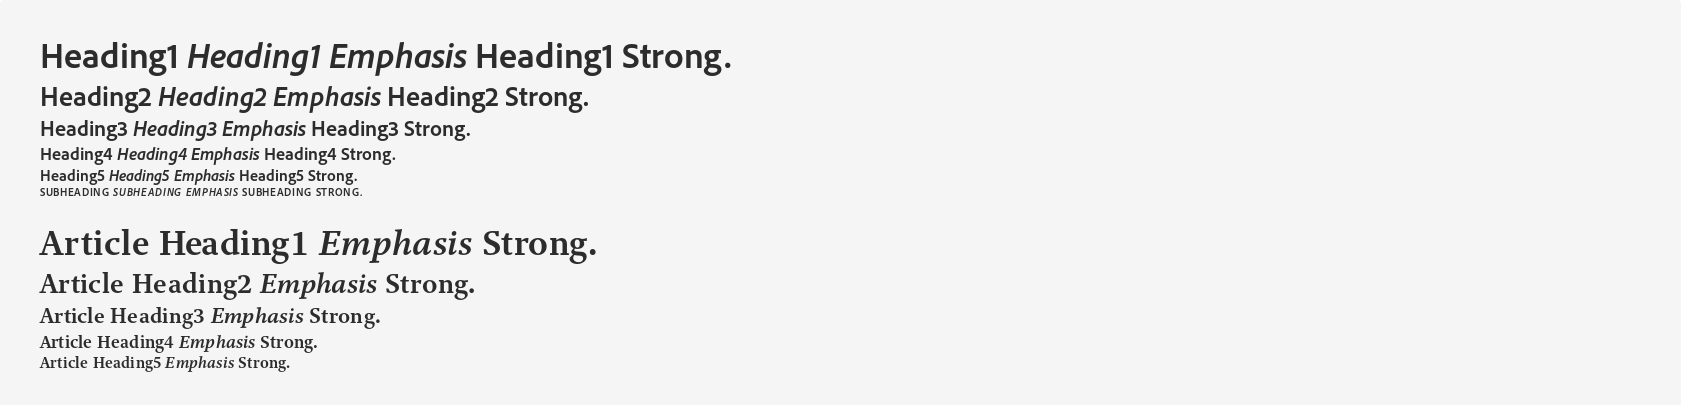 Heading1 Heading1 Emphasis Heading1 Strong.
Heading2 Heading2 Emphasis Heading2 Strong.
Heading3 Heading3 Emphasis Heading3 Strong.
Heading4 Heading4 Emphasis Heading4 Strong.
Heading5 Heading5 Emphasis Heading5 Strong.
SUBHEADING SUBHEADING EMPHASIS SUBHEADING STRONG.
Article Heading1 Emphasis Strong.
Article Heading2 Emphasis Strong.
Article Heading3 Emphasis Strong.
Article Heading4 Emphasis Strong.
Article Heading5 Emphasis Strong.